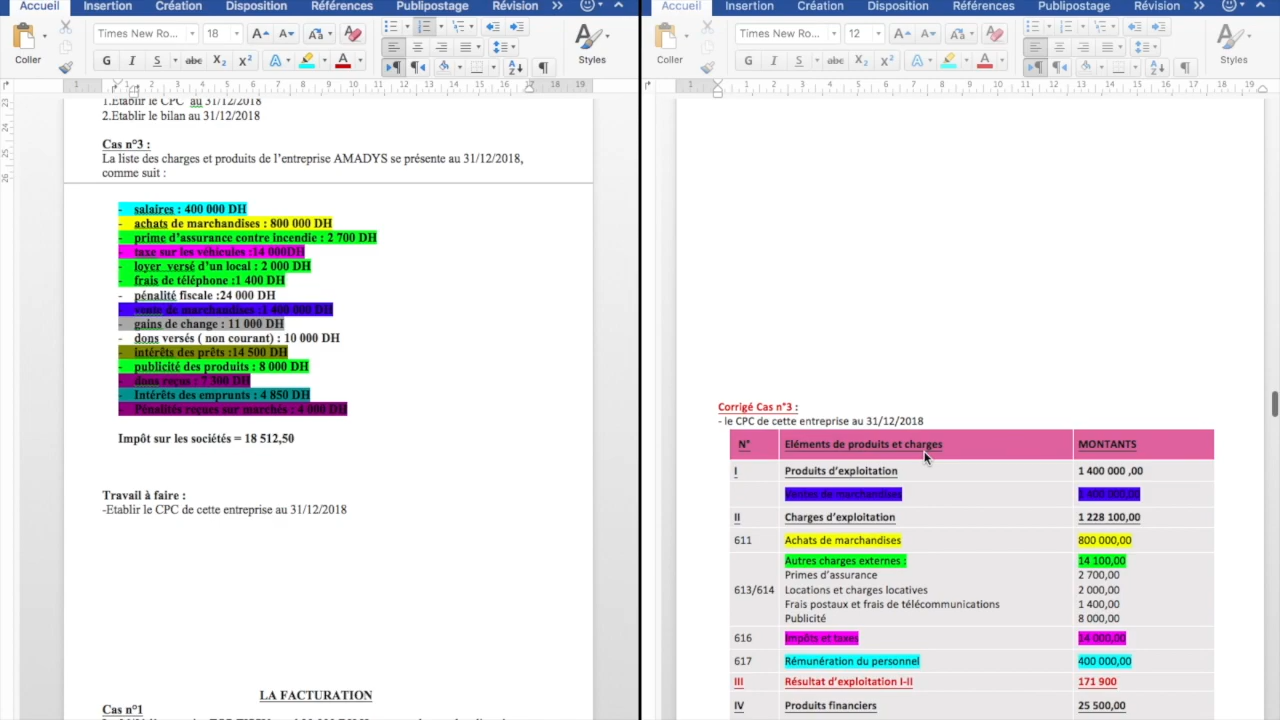 Accueil Insertion Création Disposition Références Publipostage Révision
Times New Ro... 18
Coller
G I S abc X₂ X² A
Styles
1.Etablir le CPC au 31/12/2018
2.Etablir le bilan au 31/12/2018
Cas n°3 :
La liste des charges et produits de l'entreprise AMADYS se présente au 31/12/2018,
comme suit :
- salaires : 400 000 DH
- achats de marchandises : 800 000 DH
- prime d'assurance contre incendie : 2 700 DH
- taxe sur les véhicules :14 000DH
- loyer versé d'un local : 2 000 DH
- frais de téléphone :1 400 DH
- pénalité fiscale :24 000 DH
- vente de marchandises :1 400 000 DH
- gains de change : 11 000 DH
- dons versés ( non courant) : 10 000 DH
- intérêts des prêts :14 500 DH
- publicité des produits : 8 000 DH
- dons reçus : 7 300 DH
- Intérêts des emprunts : 4 850 DH
- Pénalités reçues sur marchés : 4 000 DH
Impôt sur les sociétés = 18 512,50
Travail à faire :
-Etablir le CPC de cette entreprise au 31/12/2018
LA FACTURATION
Cas n°1
Accueil Insertion Création Disposition Références Publipostage Révision
Times New Ro... 12
Coller
G I S abc X₂ X² A
Styles
Corrigé Cas n°3 :
- le CPC de cette entreprise au 31/12/2018
N° Eléments de produits et charges MONTANTS
I Produits d'exploitation 1 400 000 ,00
Ventes de marchandises 1 400 000,00
II Charges d'exploitation 1 228 100,00
611 Achats de marchandises 800 000,00
Autres charges externes : 14 100,00
Primes d'assurance 2 700,00
613/614 Locations et charges locatives 2 000,00
Frais postaux et frais de télécommunications 1 400,00
Publicité 8 000,00
616 Impôts et taxes 14 000,00
617 Rémunération du personnel 400 000,00
III Résultat d'exploitation I-II 171 900
IV Produits financiers 25 500,00